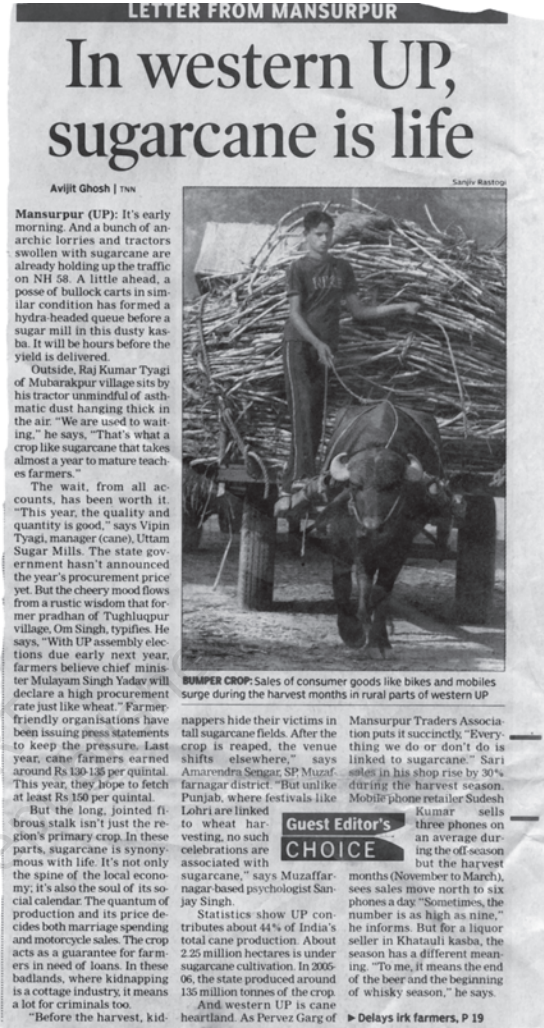 LETTER FROM MANSURPUR
In western UP,
sugarcane is life
Avijit Ghosh | TNN
Sanjiv Rastogi
Mansurpur (UP): It's early
morning. And a bunch of an-
archic lorries and tractors
swollen with sugarcane are
already holding up the traffic
on NH 58. A little ahead, a
posse of bullock carts in sim-
ilar condition has formed a
hydra-headed queue before a
sugar mill in this dusty kas-
ba. It will be hours before the
yield is delivered.
Outside, Raj Kumar Tyagi
of Mubarakpur village sits by
his tractor unmindful of asth-
matic dust hanging thick in
the air. "We are used to wait-
ing," he says, "That's what a
crop like sugarcane that takes
almost a year to mature teach-
es farmers."
The wait, from all ac-
counts, has been worth it.
"This year, the quality and
quantity is good," says Vipin
Tyagi, manager (cane), Uttam
Sugar Mills. The state gov-
ernment hasn't announced
the year's procurement price
yet. But the cheery mood flows
from a rustic wisdom that for-
mer pradhan of Tughluqpur
village, Om Singh, typifies. He
says, "With UP assembly elec-
tions due early next year,
farmers believe chief minis-
ter Mulayam Singh Yadav will
declare a high procurement
rate just like wheat." Farmer-
friendly organisations have
been issuing press statements
to keep the pressure. Last
year, cane farmers earned
around Rs 130-135 per quintal.
This year, they hope to fetch
at least Rs 150 per quintal.
But the long, jointed fi-
brous stalk isn't just the re-
gion's primary crop. In these
parts, sugarcane is synony-
mous with life. It's not only
the spine of the local econo-
my; it's also the soul of its so-
cial calendar. The quantum of
production and its price de-
cides both marriage spending
and motorcycle sales. The crop
acts as a guarantee for farm-
ers in need of loans. In these
badlands, where kidnapping
is a cottage industry, it means
a lot for criminals too.
"Before the harvest, kid-
BUMPER CROP: Sales of consumer goods like bikes and mobiles
surge during the harvest months in rural parts of western UP
nappers hide their victims in
tall sugarcane fields. After the
crop is reaped, the venue
shifts elsewhere," says
Amarendra Sengar, SP, Muzaf-
farnagar district. "But unlike
Punjab, where festivals like
Lohri are linked
to wheat har-
vesting, no such
celebrations are
associated with
sugarcane," says Muzaffar-
nagar-based psychologist San-
jay Singh.
Statistics show UP con-
tributes about 44% of India's
total cane production. About
2.25 million hectares is under
sugarcane cultivation. In 2005-
06, the state produced around
135 million tonnes of the crop.
And western UP is cane
heartland. As Pervez Garg of
Guest Editor's
CHOICE
Mansurpur Traders Associa-
tion puts it succinctly, "Every-
thing we do or don't do is
linked to sugarcane." Sari
sales in his shop rise by 30%
during the harvest season.
Mobile phone retailer Sudesh
Kumar sells
three phones on
an average dur-
ing the off-season
but the harvest
months (November to March),
sees sales move north to six
phones a day. "Sometimes, the
number is as high as nine,"
he informs. But for a liquor
seller in Khatauli kasba, the
season has a different mean-
ing. "To me, it means the end
of the beer and the beginning
of whisky season," he says.
▶ Delays irk farmers, P 19